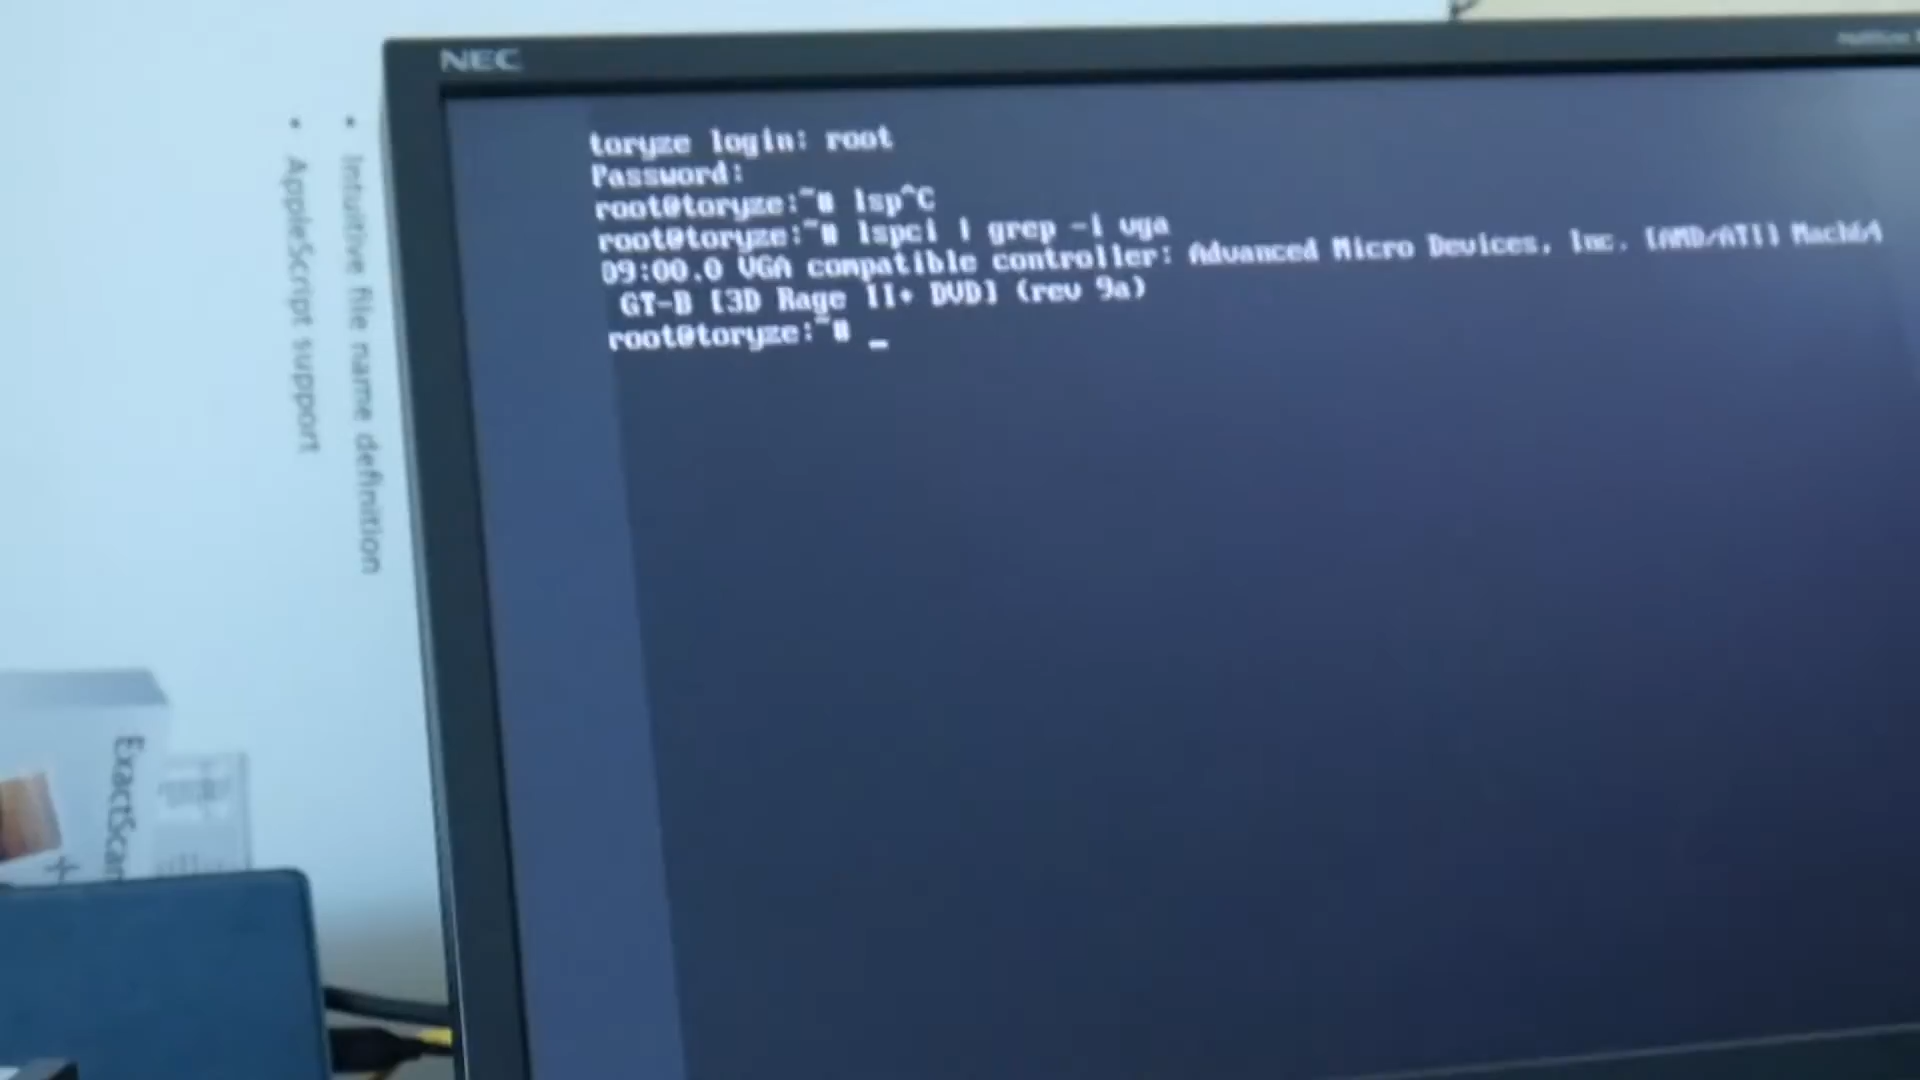 NEC
toryze login: root
Password:
root@toryze:~# lsp^C
root@toryze:~# lspci | grep -i vga
09:00.0 VGA compatible controller: Advanced Micro Devices, Inc. [AMD/ATI] Mach64
GT-B [3D Rage II+ DVD] (rev 9a)
root@toryze:~# _
• Intuitive file name definition
• AppleScript support
ExactScan